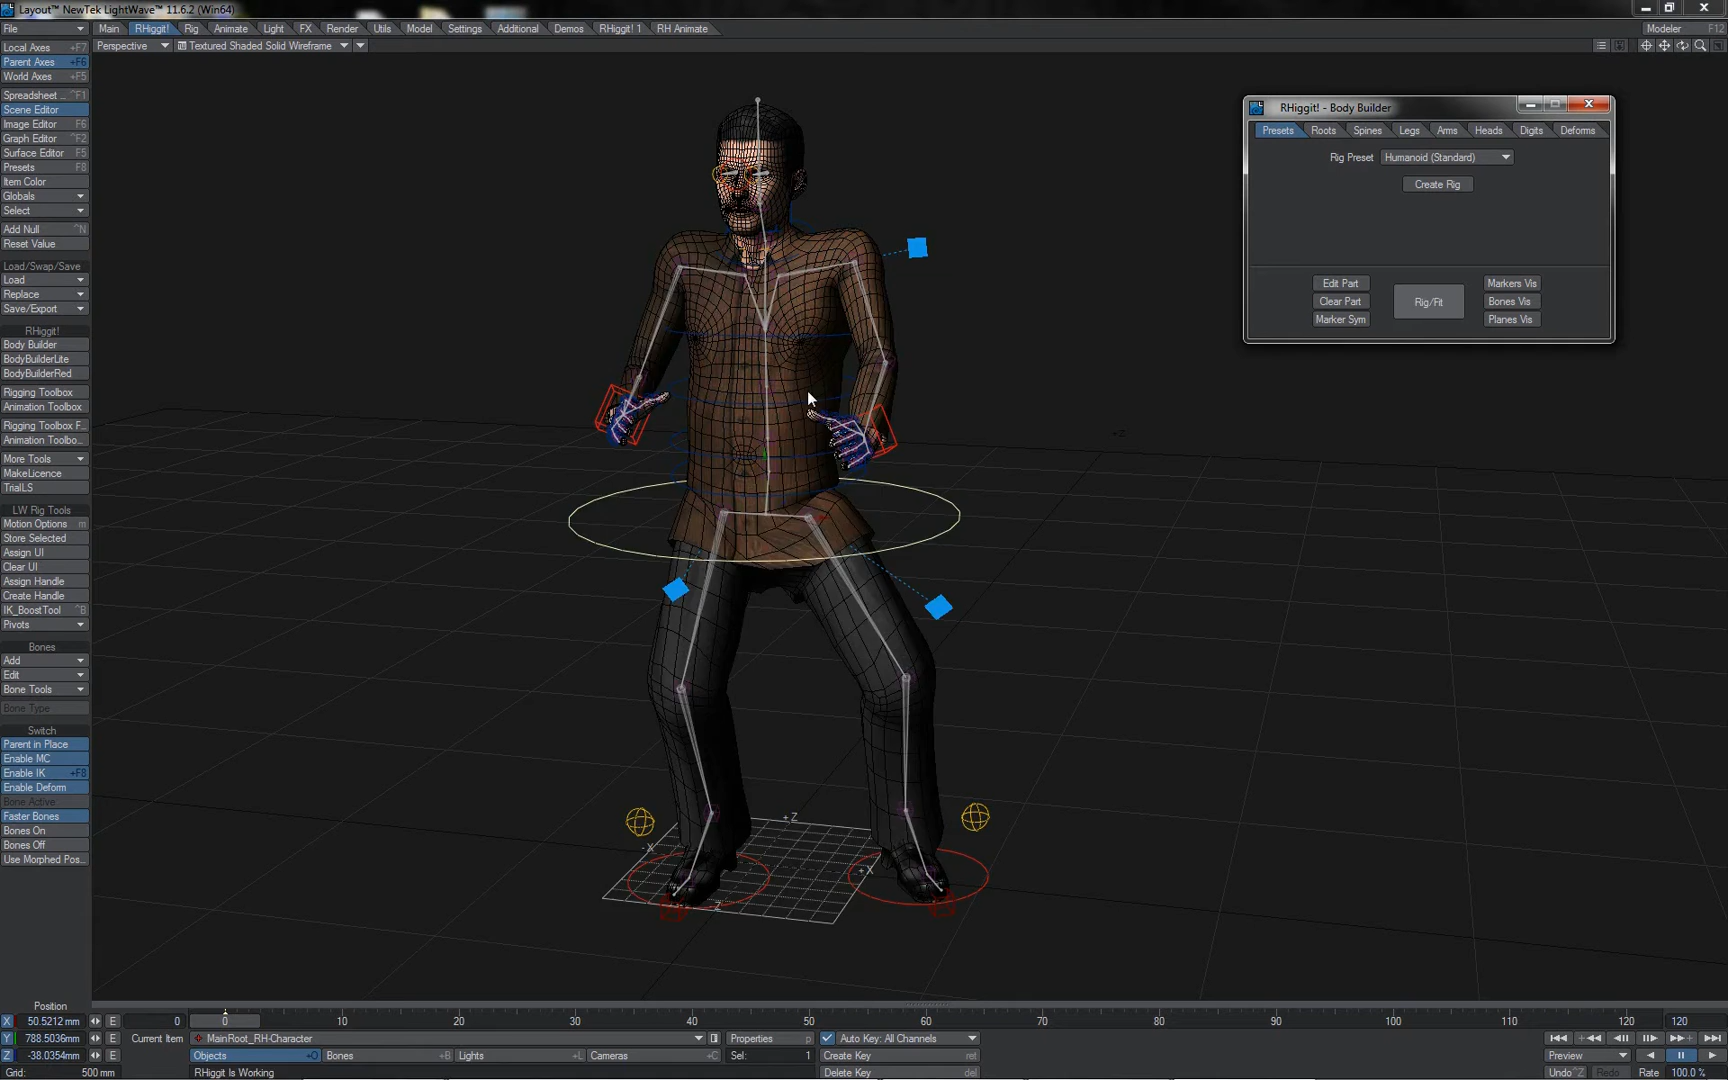 Layout™ NewTek LightWave™ 11.6.2 (Win64)
File
Main RHiggit! Rig Animate Light FX Render Utils Model Settings Additional Demos RHiggit! 1 RH Animate
Modeler F12
Perspective Textured Shaded Solid Wireframe
Local Axes +F7
Parent Axes +F6
World Axes +F5
Spreadsheet ... ^F1
Scene Editor
Image Editor F6
Graph Editor ^F2
Surface Editor F5
Presets F8
Item Color
Globals
Select
Add Null ^N
Reset Value
Load/Swap/Save
Load
Replace
Save/Export
RHiggit!
Body Builder
BodyBuilderLite
BodyBuilderRed
Rigging Toolbox
Animation Toolbox
Rigging Toolbox F...
Animation Toolbo...
More Tools
MakeLicence
TrialLS
LW Rig Tools
Motion Options m
Store Selected
Assign UI
Clear UI
Assign Handle
Create Handle
IK_BoostTool ^B
Pivots
Bones
Add
Edit
Bone Tools
Bone Type
Switch
Parent in Place
Enable MC
Enable IK +F8
Enable Deform
Bone Active
Faster Bones
Bones On
Bones Off
Use Morphed Pos...
RHiggit! - Body Builder
Presets Roots Spines Legs Arms Heads Digits Deforms
Rig Preset Humanoid (Standard)
Create Rig
Edit Part
Clear Part
Marker Sym
Rig/Fit
Markers Vis
Bones Vis
Planes Vis
+Z
+Z
-X
+X
-Z
Position
X 50.5212 mm E
Y 788.5036mm E
Z -38.0354mm E
Grid: 500 mm
0 0 10 20 30 40 50 60 70 80 90 100 110 120 120
Current Item MainRoot_RH-Character Properties p Auto Key: All Channels
Objects +O Bones +B Lights +L Cameras +C Sel: 1 Create Key ret
RHiggit Is Working Delete Key del
Preview
Undo ^Z Redo Rate 100.0 %